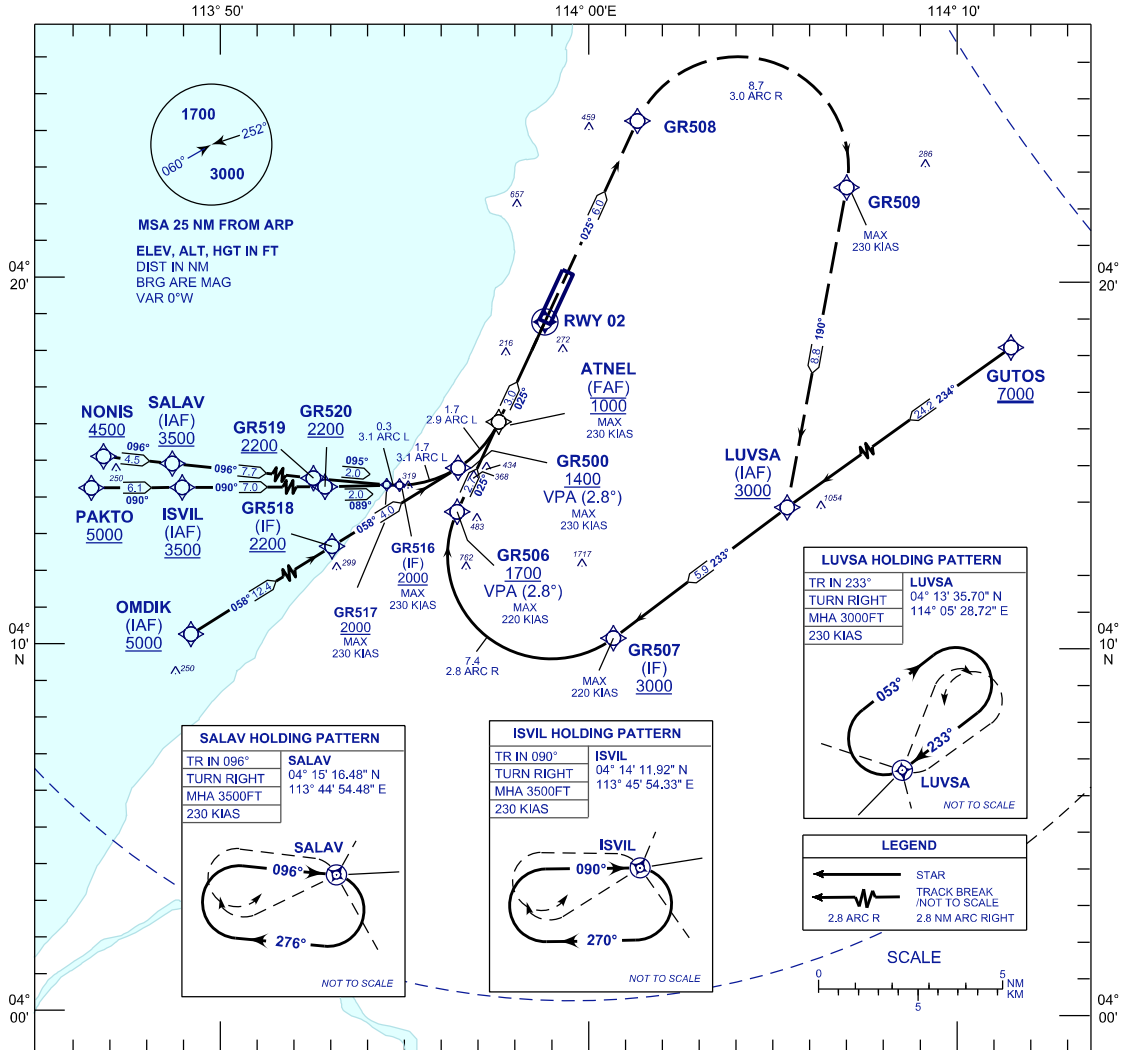 113° 50'
114° 00'E
114° 10'
1700
252°
060°
3000
MSA 25 NM FROM ARP
ELEV, ALT, HGT IN FT
DIST IN NM
BRG ARE MAG
VAR 0°W
04°
20'
04°
20'
04°
10'
N
04°
10'
N
04°
00'
04°
00'
459
8.7
3.0 ARC R
GR508
286
GR509
MAX
230 KIAS
657
025° 6.0
RWY 02
272
216
8.8 190°
ATNEL
(FAF)
1000
MAX
230 KIAS
3.0 025°
GUTOS
7000
24.2 234°
NONIS
4500
SALAV
(IAF)
3500
GR519
2200
GR520
2200
0.3
3.1 ARC L
1.7
2.9 ARC L
1.7
3.1 ARC L
096°
4.5
096°
7.7
095°
2.0
250
6.1
090°
090°
7.0
2.0
089°
319
434
368
2.7
025°
GR500
1400
VPA (2.8°)
MAX
230 KIAS
LUVSA
(IAF)
3000
1054
PAKTO
5000
ISVIL
(IAF)
3500
GR518
(IF)
2200
058° 4.0
483
GR516
(IF)
2000
MAX
230 KIAS
GR506
1700
VPA (2.8°)
MAX
220 KIAS
762
1717
299
5.9 233°
OMDIK
(IAF)
5000
058° 12.4
250
GR517
2000
MAX
230 KIAS
7.4
2.8 ARC R
MAX
220 KIAS
GR507
(IF)
3000
LUVSA HOLDING PATTERN
TR IN 233°
TURN RIGHT
MHA 3000FT
230 KIAS
LUVSA
04° 13' 35.70" N
114° 05' 28.72" E
053°
233°
LUVSA
NOT TO SCALE
SALAV HOLDING PATTERN
TR IN 096°
TURN RIGHT
MHA 3500FT
230 KIAS
SALAV
04° 15' 16.48" N
113° 44' 54.48" E
SALAV
096°
276°
NOT TO SCALE
ISVIL HOLDING PATTERN
TR IN 090°
TURN RIGHT
MHA 3500FT
230 KIAS
ISVIL
04° 14' 11.92" N
113° 45' 54.33" E
ISVIL
090°
270°
NOT TO SCALE
LEGEND
STAR
TRACK BREAK
/NOT TO SCALE
2.8 ARC R
2.8 NM ARC RIGHT
SCALE
0
5
NM
KM
5